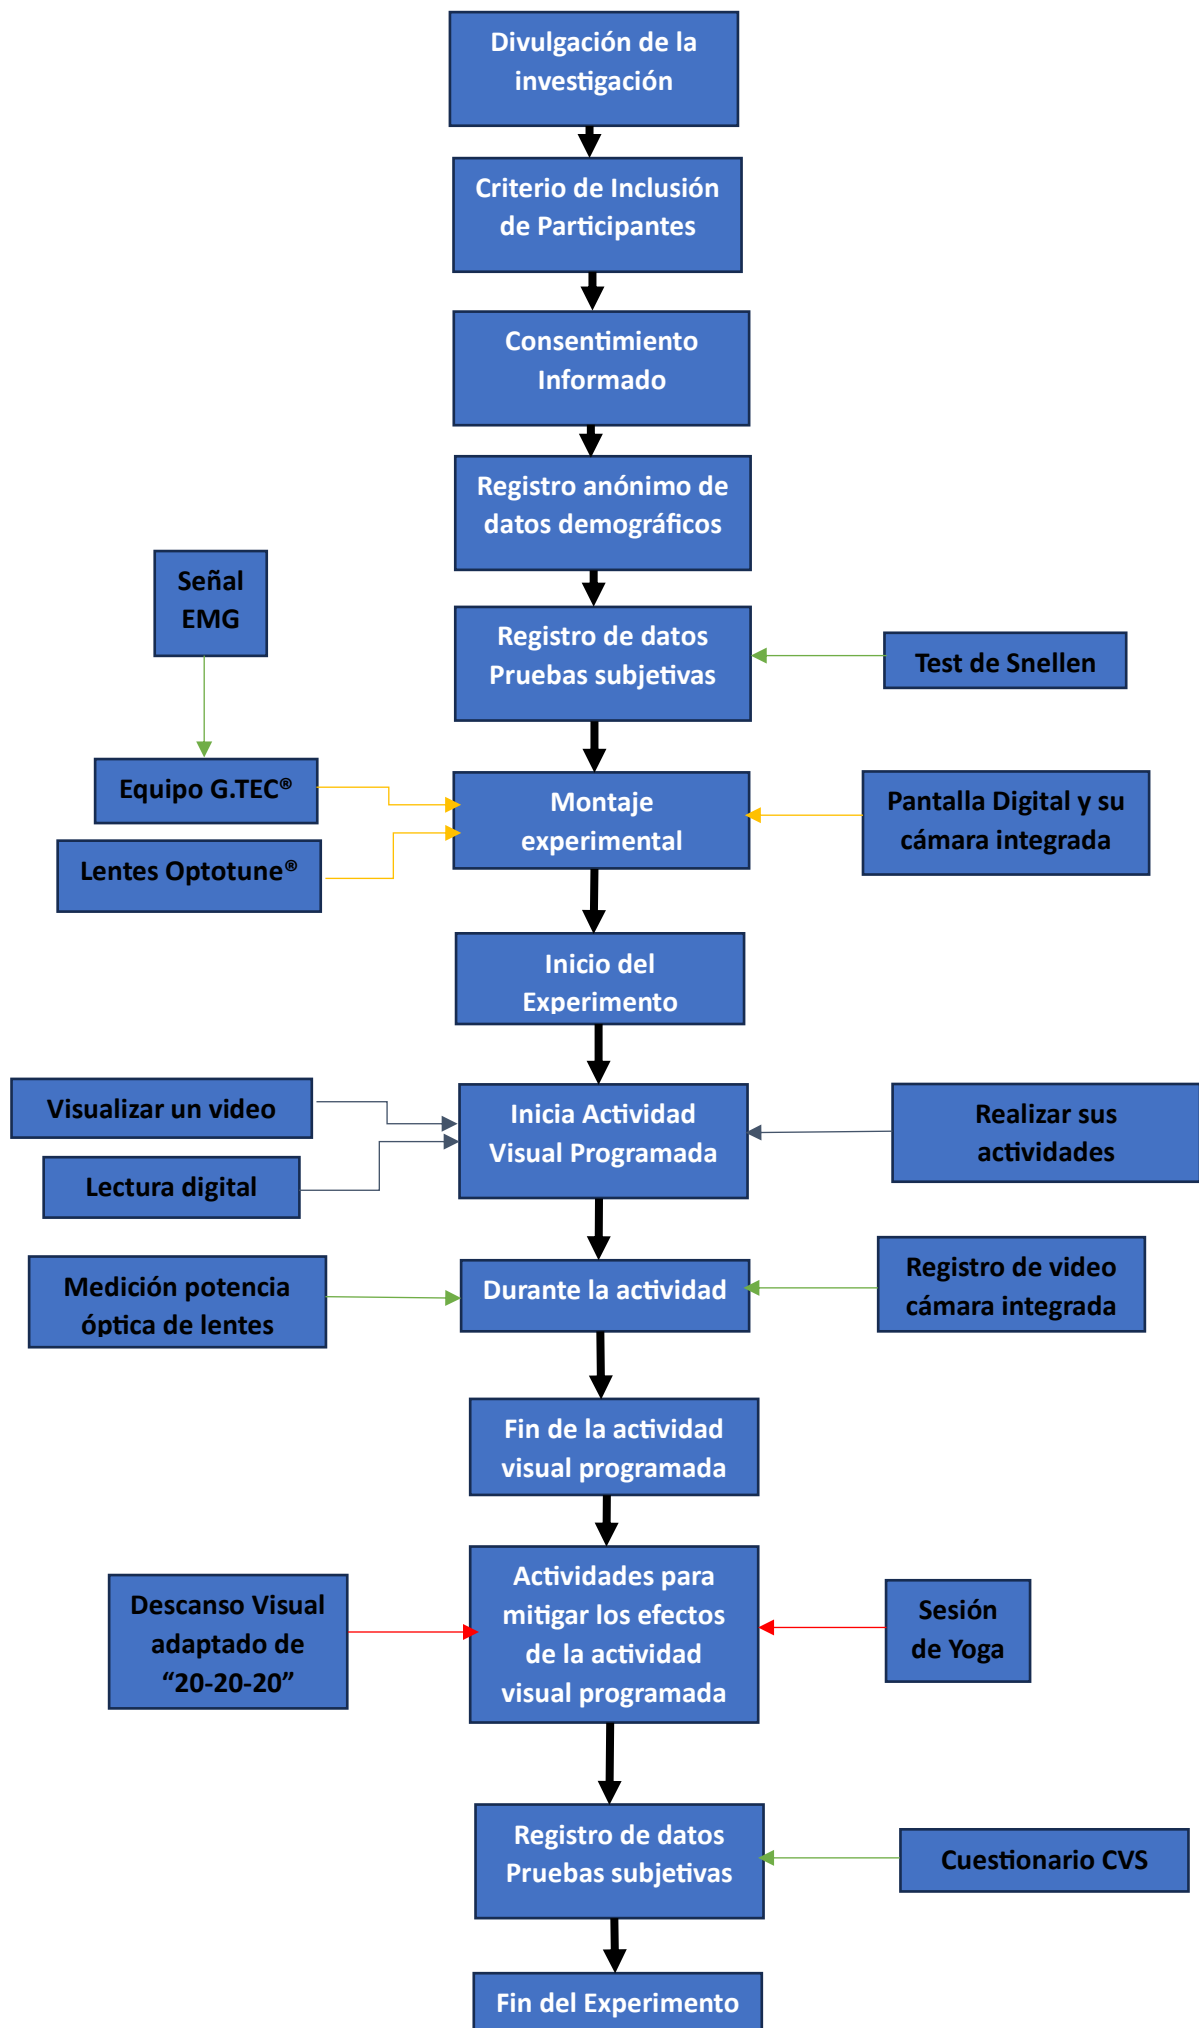 Divulgación de la
investigación
Criterio de Inclusión
de Participantes
Consentimiento
Informado
Registro anónimo de
datos demográficos
Señal
EMG
Registro de datos
Pruebas subjetivas
Test de Snellen
Equipo G.TEC®
Lentes Optotune®
Montaje
experimental
Pantalla Digital y su
cámara integrada
Inicio del
Experimento
Visualizar un video
Lectura digital
Inicia Actividad
Visual Programada
Realizar sus
actividades
Medición potencia
óptica de lentes
Durante la actividad
Registro de video
cámara integrada
Fin de la actividad
visual programada
Descanso Visual
adaptado de
“20-20-20”
Actividades para
mitigar los efectos
de la actividad
visual programada
Sesión
de Yoga
Registro de datos
Pruebas subjetivas
Cuestionario CVS
Fin del Experimento